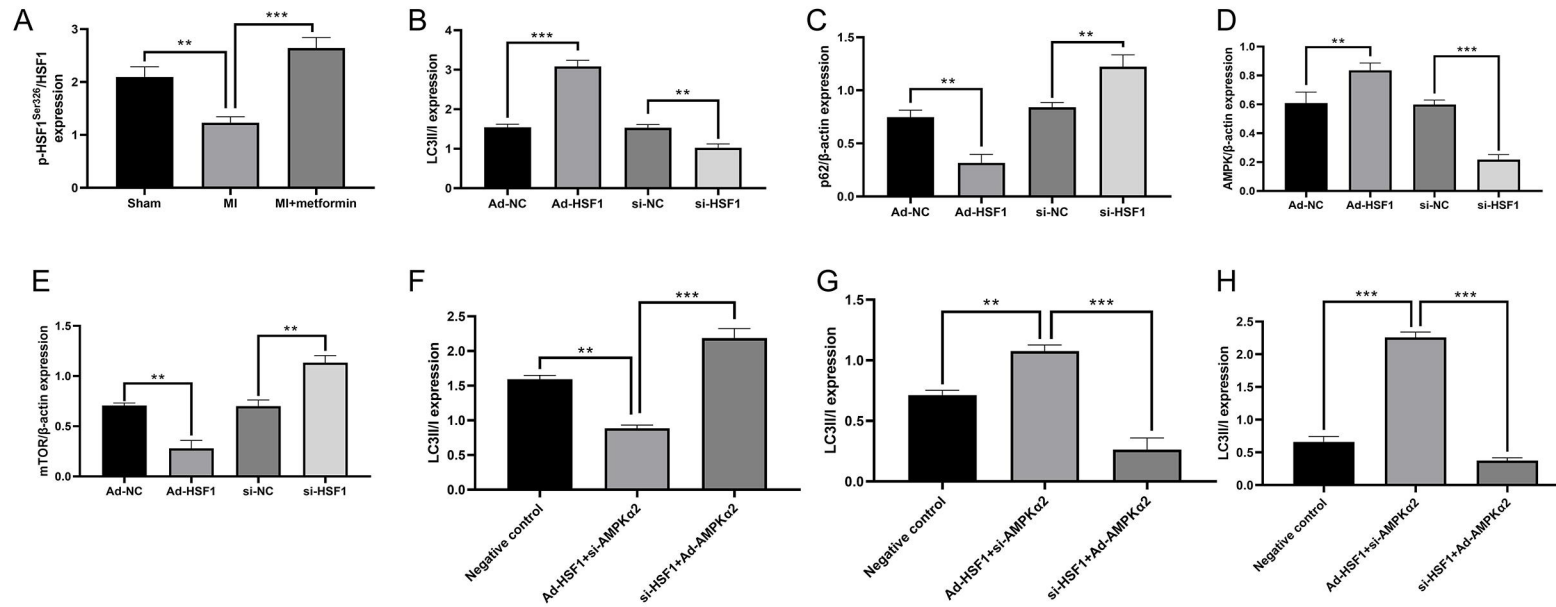 A
p-HSF1Ser326/HSF1
expression
3
2
1
0
**
***
Sham
MI
MI+metformin
B
LC3II/I expression
4
3
2
1
0
***
**
Ad-NC
Ad-HSF1
si-NC
si-HSF1
C
p62/β-actin expression
1.5
1.0
0.5
0.0
**
**
Ad-NC
Ad-HSF1
si-NC
si-HSF1
D
AMPK/β-actin expression
1.0
0.8
0.6
0.4
0.2
0.0
**
***
Ad-NC
Ad-HSF1
si-NC
si-HSF1
E
mTOR/β-actin expression
1.5
1.0
0.5
0.0
**
**
Ad-NC
Ad-HSF1
si-NC
si-HSF1
F
LC3II/I expression
2.5
2.0
1.5
1.0
0.5
0.0
**
***
Negative control
Ad-HSF1+si-AMPKα2
si-HSF1+Ad-AMPKα2
G
LC3II/I expression
1.5
1.0
0.5
0.0
**
***
Negative control
Ad-HSF1+si-AMPKα2
si-HSF1+Ad-AMPKα2
H
LC3II/I expression
2.5
2.0
1.5
1.0
0.5
0.0
***
***
Negative control
Ad-HSF1+si-AMPKα2
si-HSF1+Ad-AMPKα2